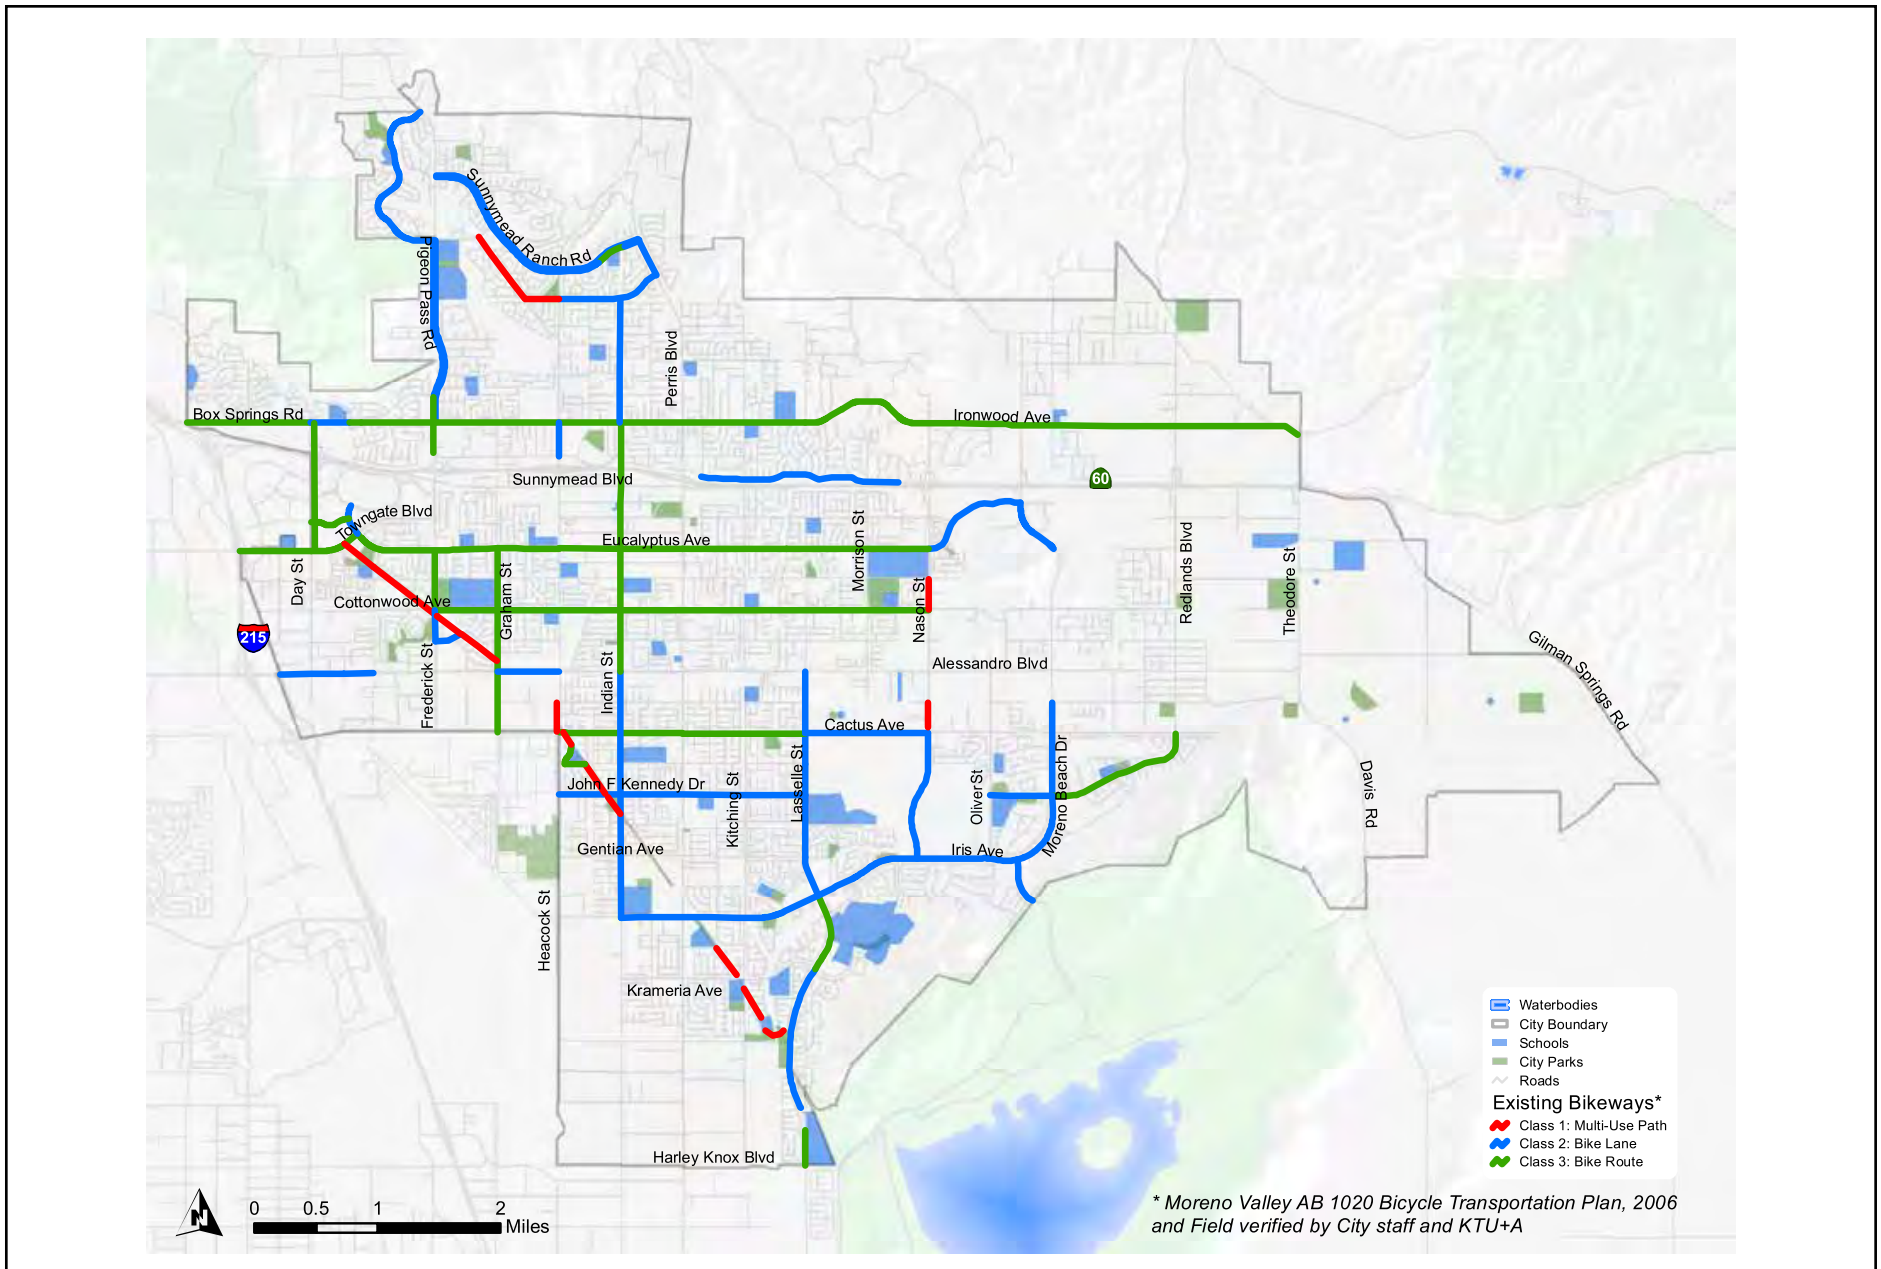 Sunnymead Ranch Rd
Pigeon Pass Rd
Perris Blvd
Box Springs Rd
Ironwood Ave
Sunnymead Blvd
60
Towngate Blvd
Eucalyptus Ave
Morrison St
Redlands Blvd
Theodore St
Day St
Graham St
Cottonwood Ave
Nason St
215
Frederick St
Indian St
Alessandro Blvd
Gilman Springs Rd
Cactus Ave
Lasselle St
Moreno Beach Dr
John F Kennedy Dr
Kitching St
Oliver St
Davis Rd
Gentian Ave
Iris Ave
Heacock St
Krameria Ave
Harley Knox Blvd
Waterbodies
City Boundary
Schools
City Parks
Roads
Existing Bikeways*
Class 1: Multi-Use Path
Class 2: Bike Lane
Class 3: Bike Route
N
0 0.5 1 2
Miles
* Moreno Valley AB 1020 Bicycle Transportation Plan, 2006
and Field verified by City staff and KTU+A